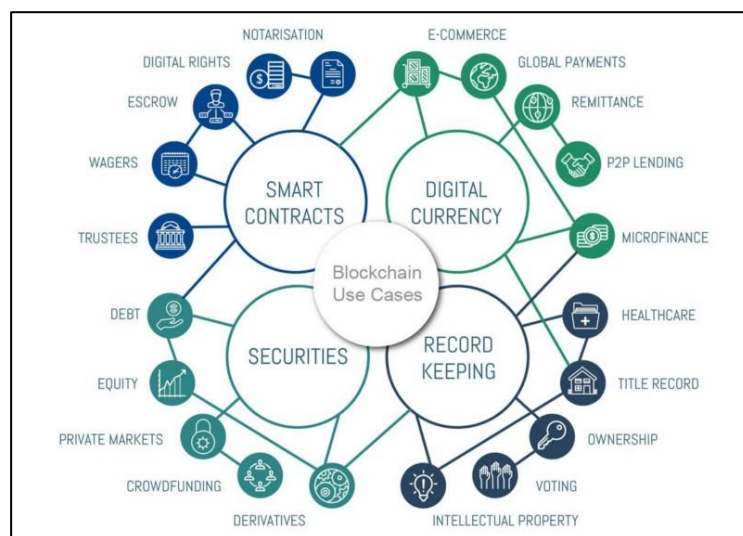 NOTARISATION
DIGITAL RIGHTS
ESCROW
WAGERS
TRUSTEES
SMART
CONTRACTS
E-COMMERCE
GLOBAL PAYMENTS
REMITTANCE
P2P LENDING
MICROFINANCE
DIGITAL
CURRENCY
Blockchain
Use Cases
DEBT
EQUITY
PRIVATE MARKETS
CROWDFUNDING
DERIVATIVES
SECURITIES
RECORD
KEEPING
HEALTHCARE
TITLE RECORD
OWNERSHIP
VOTING
INTELLECTUAL PROPERTY